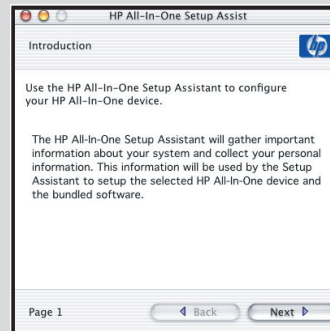 HP All-In-One Setup Assist
Introduction
hp
Use the HP All-In-One Setup Assistant to configure
your HP All-In-One device.
The HP All-In-One Setup Assistant will gather important
information about your system and collect your personal
information. This information will be used by the Setup
Assistant to setup the selected HP All-In-One device and
the bundled software.
Page 1
Back
Next